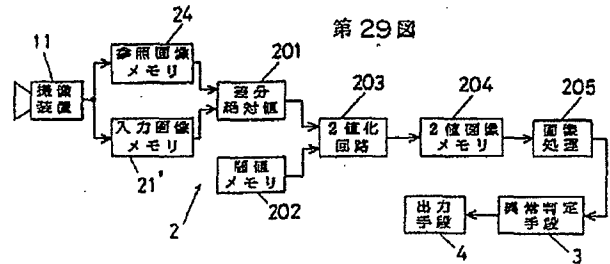 第29図
24
参照画像
メモリ
11
撮像
装置
入力画像
メモリ
21'
201
差分
絶対値
閾値
メモリ
202
2
203
2値化
回路
204
2値画像
メモリ
205
画像
処理
異常判定
手段
3
出力
手段
4